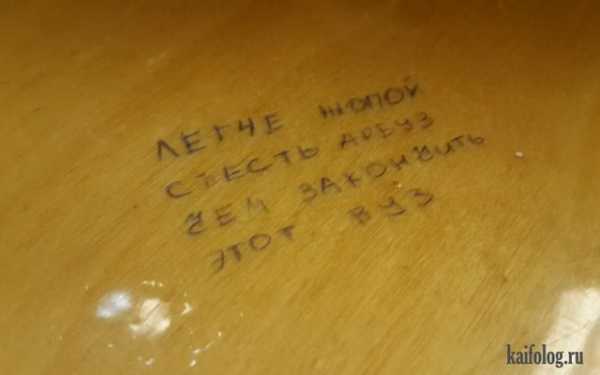 ЛЕГЧЕ ЖОПОЙ
СЪЕСТЬ АРБУЗ
ЧЕМ ЗАКОНЧИТЬ
ЭТОТ ВУЗ
kaifolog.ru